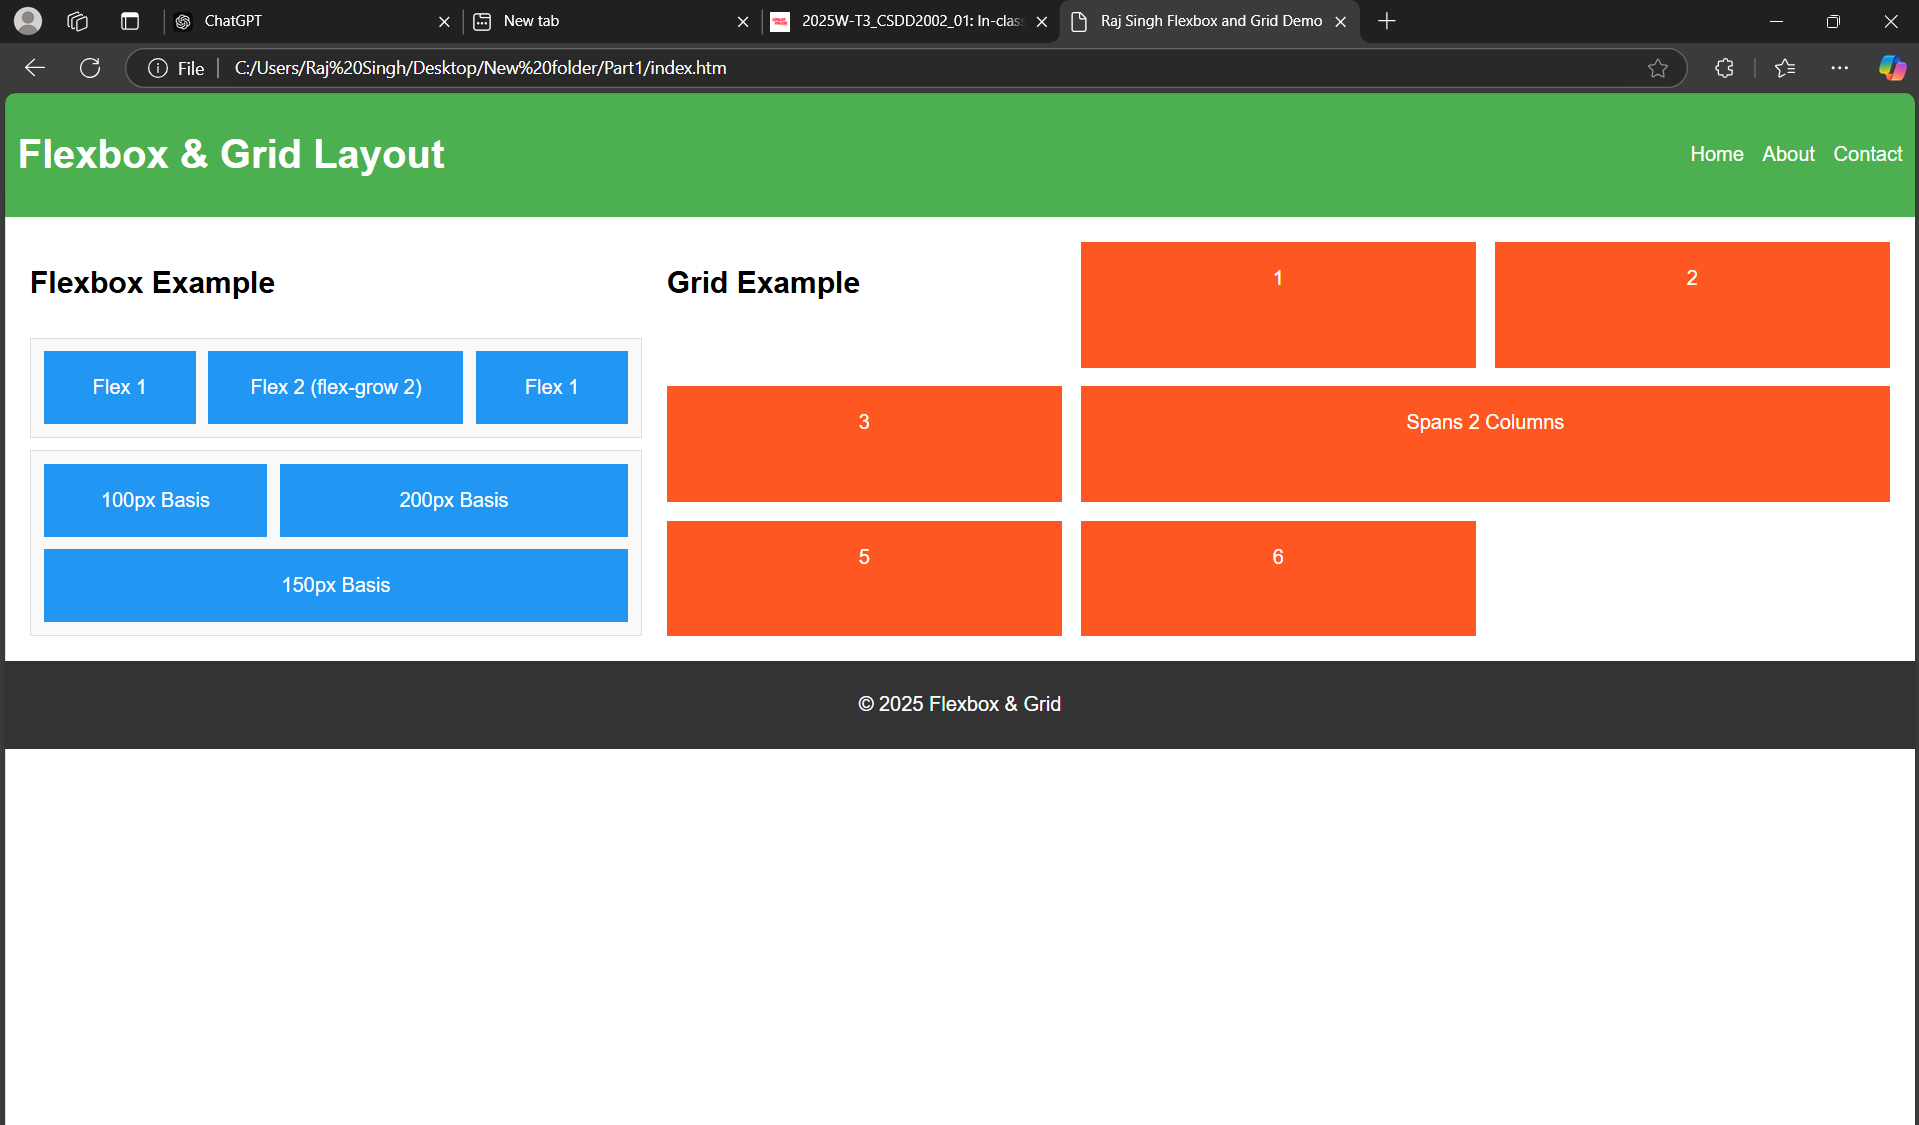 ChatGPT
New tab
2025W-T3_CSDD2002_01: In-clas
Raj Singh Flexbox and Grid Demo
File
C:/Users/Raj%20Singh/Desktop/New%20folder/Part1/index.htm
Flexbox & Grid Layout
Home About Contact
Flexbox Example
Flex 1
Flex 2 (flex-grow 2)
Flex 1
100px Basis
200px Basis
150px Basis
Grid Example
1
2
3
Spans 2 Columns
5
6
© 2025 Flexbox & Grid